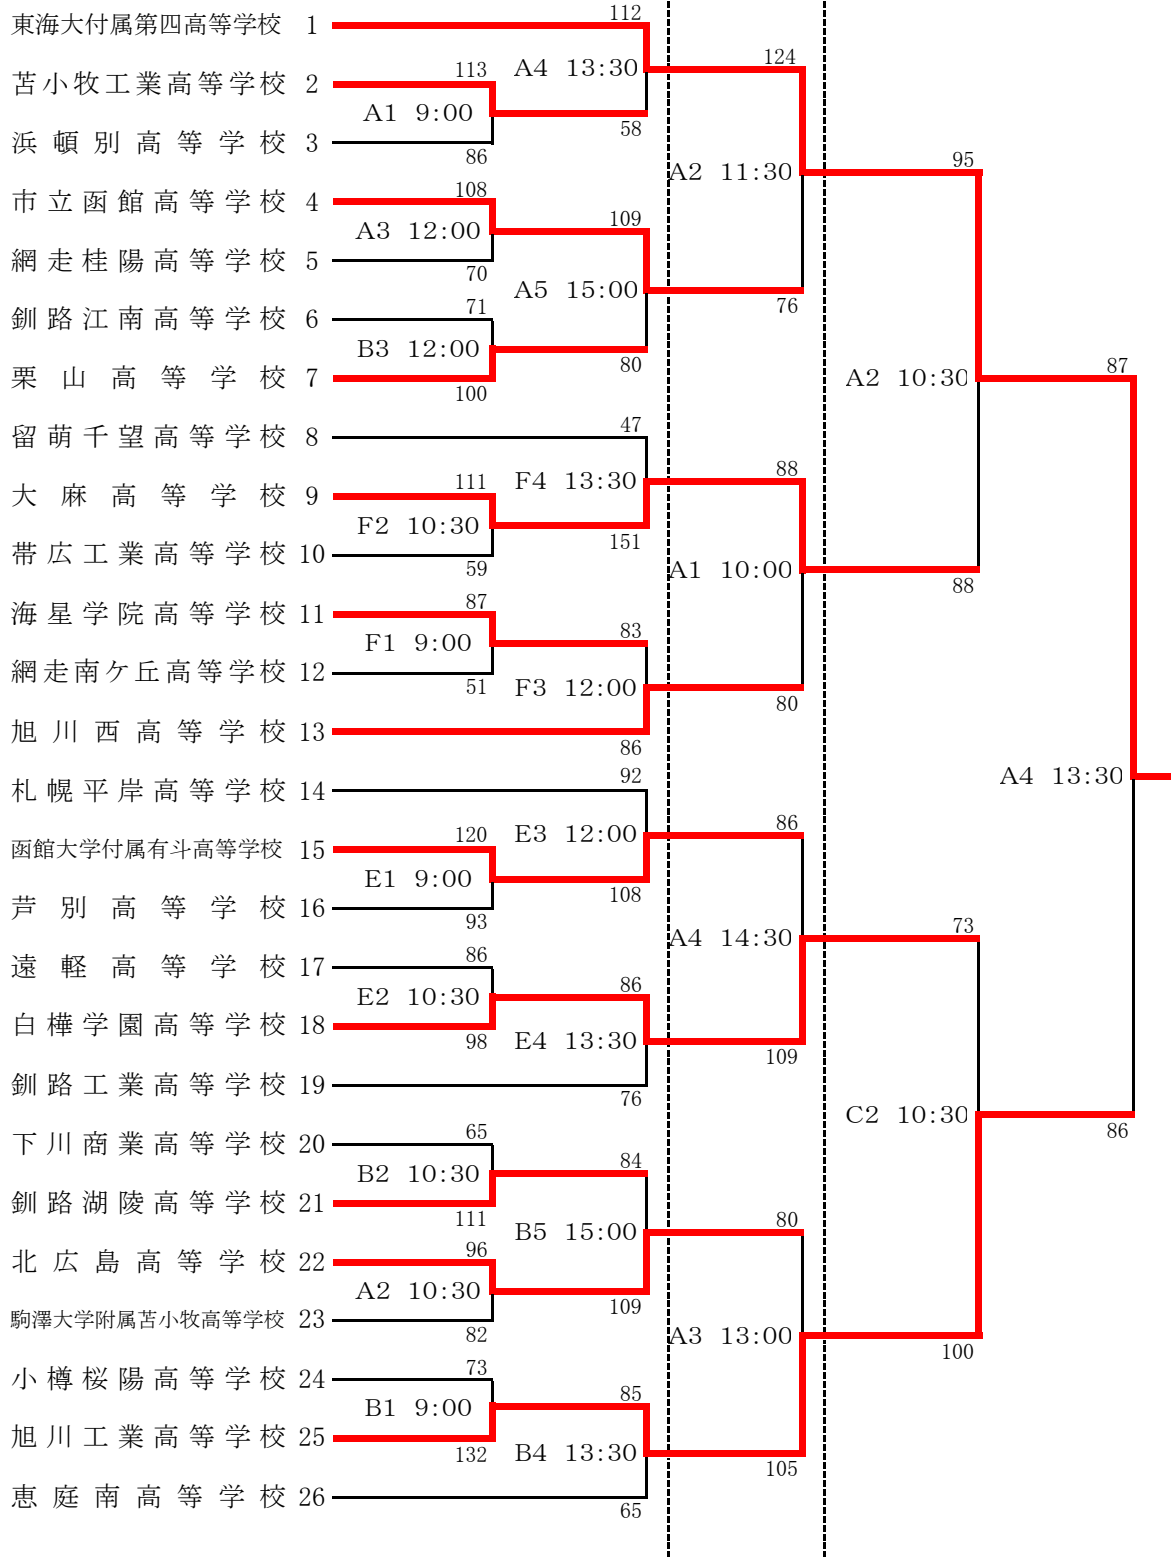 112
東海大付属第四高等学校 1
124
A4 13:30
113
苫小牧工業高等学校 2
A1 9:00
58
浜頓別高等学校 3
86
95
A2 11:30
108
市立函館高等学校 4
109
A3 12:00
網走桂陽高等学校 5
70
A5 15:00
76
71
釧路江南高等学校 6
B3 12:00
80
87
栗山高等学校 7
A2 10:30
100
47
留萌千望高等学校 8
88
111
F4 13:30
大麻高等学校 9
F2 10:30
151
帯広工業高等学校 10
59
A1 10:00
88
87
海星学院高等学校 11
83
F1 9:00
網走南ケ丘高等学校 12
51
F3 12:00
80
旭川西高等学校 13
86
92
A4 13:30
札幌平岸高等学校 14
86
120
E3 12:00
函館大学付属有斗高等学校 15
E1 9:00
108
芦別高等学校 16
93
73
A4 14:30
86
遠軽高等学校 17
86
E2 10:30
白樺学園高等学校 18
98
E4 13:30
109
釧路工業高等学校 19
76
C2 10:30
65
86
下川商業高等学校 20
84
B2 10:30
釧路湖陵高等学校 21
111
80
B5 15:00
96
北広島高等学校 22
A2 10:30
109
駒澤大学附属苫小牧高等学校 23
82
A3 13:00
100
73
小樽桜陽高等学校 24
85
B1 9:00
旭川工業高等学校 25
132
B4 13:30
105
恵庭南高等学校 26
65